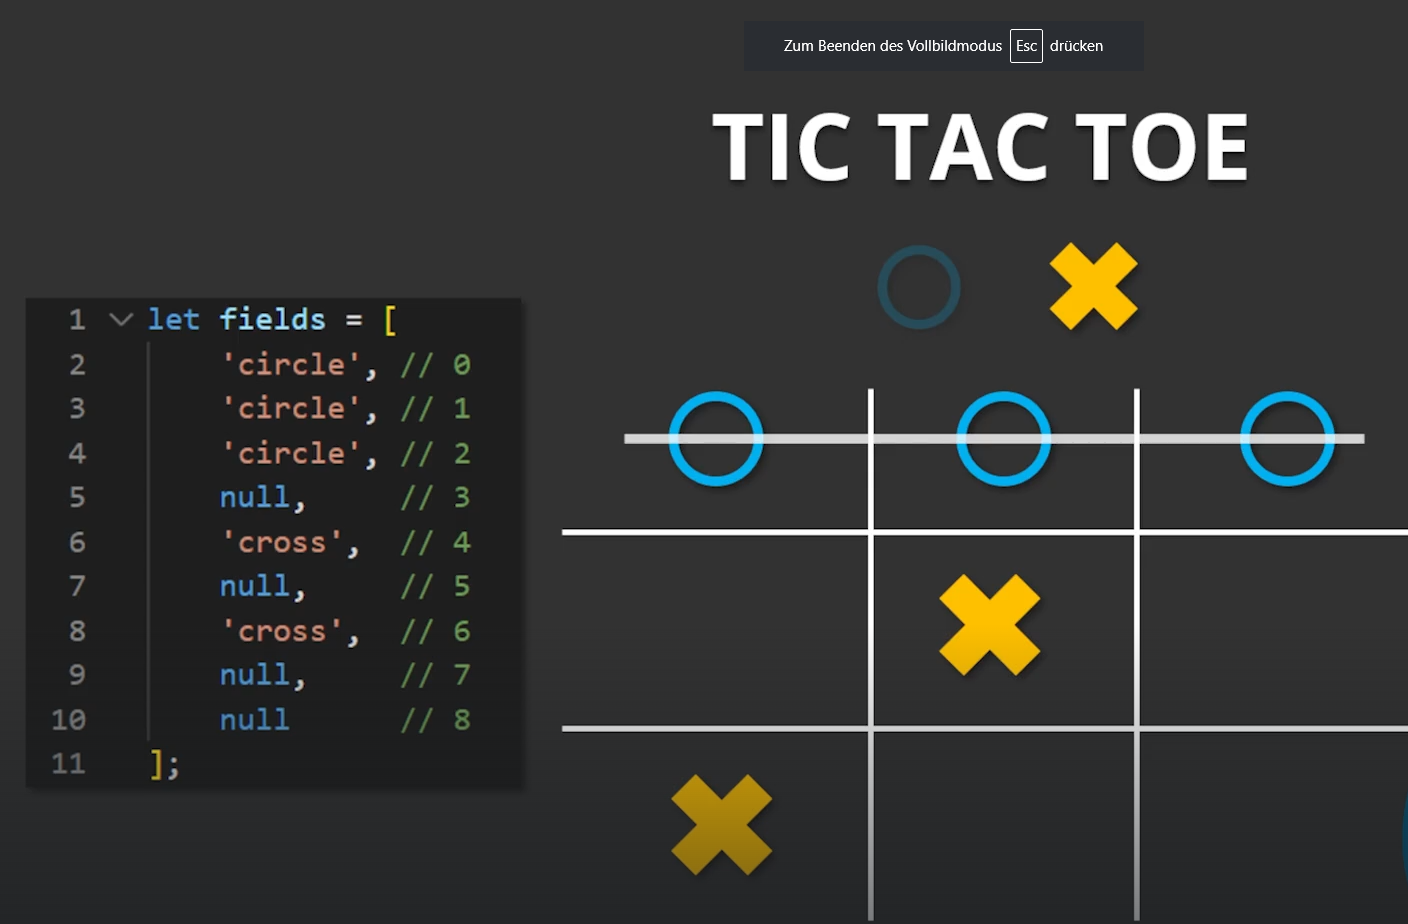 Zum Beenden des Vollbildmodus Esc drücken
TIC TAC TOE
1 let fields = [
2 'circle', // 0
3 'circle', // 1
4 'circle', // 2
5 null, // 3
6 'cross', // 4
7 null, // 5
8 'cross', // 6
9 null, // 7
10 null // 8
11 ];